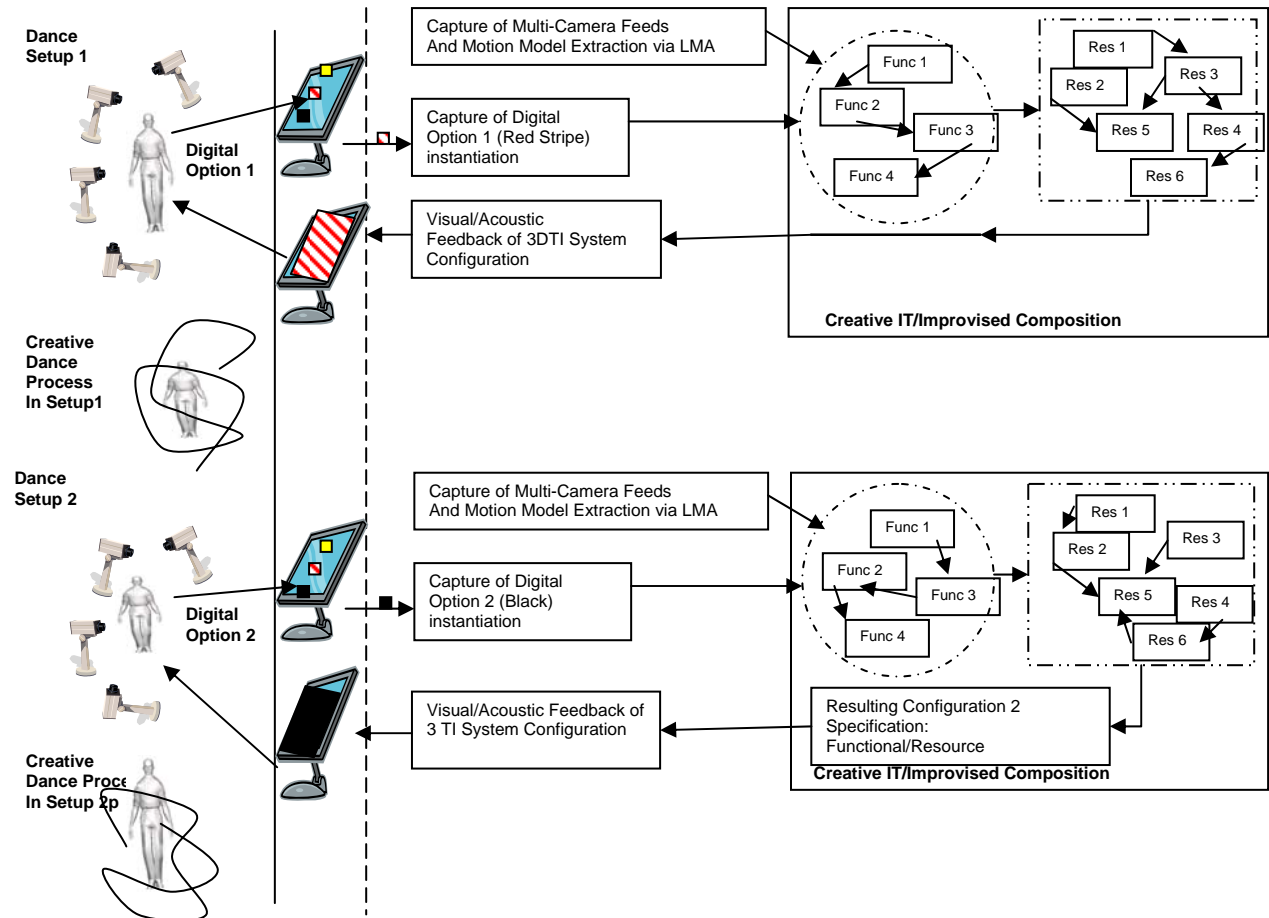 Dance
Setup 1
Digital
Option 1
Capture of Multi-Camera Feeds
And Motion Model Extraction via LMA
Capture of Digital
Option 1 (Red Stripe)
instantiation
Visual/Acoustic
Feedback of 3DTI System
Configuration
Func 1
Func 2
Func 3
Func 4
Res 1
Res 2
Res 3
Res 5
Res 4
Res 6
Creative IT/Improvised Composition
Creative
Dance
Process
In Setup1
Dance
Setup 2
Digital
Option 2
Capture of Multi-Camera Feeds
And Motion Model Extraction via LMA
Capture of Digital
Option 2 (Black)
instantiation
Visual/Acoustic Feedback of
3 TI System Configuration
Func 1
Func 2
Func 3
Func 4
Res 1
Res 2
Res 3
Res 5
Res 4
Res 6
Resulting Configuration 2
Specification:
Functional/Resource
Creative IT/Improvised Composition
Creative
Dance Proce
In Setup 2p